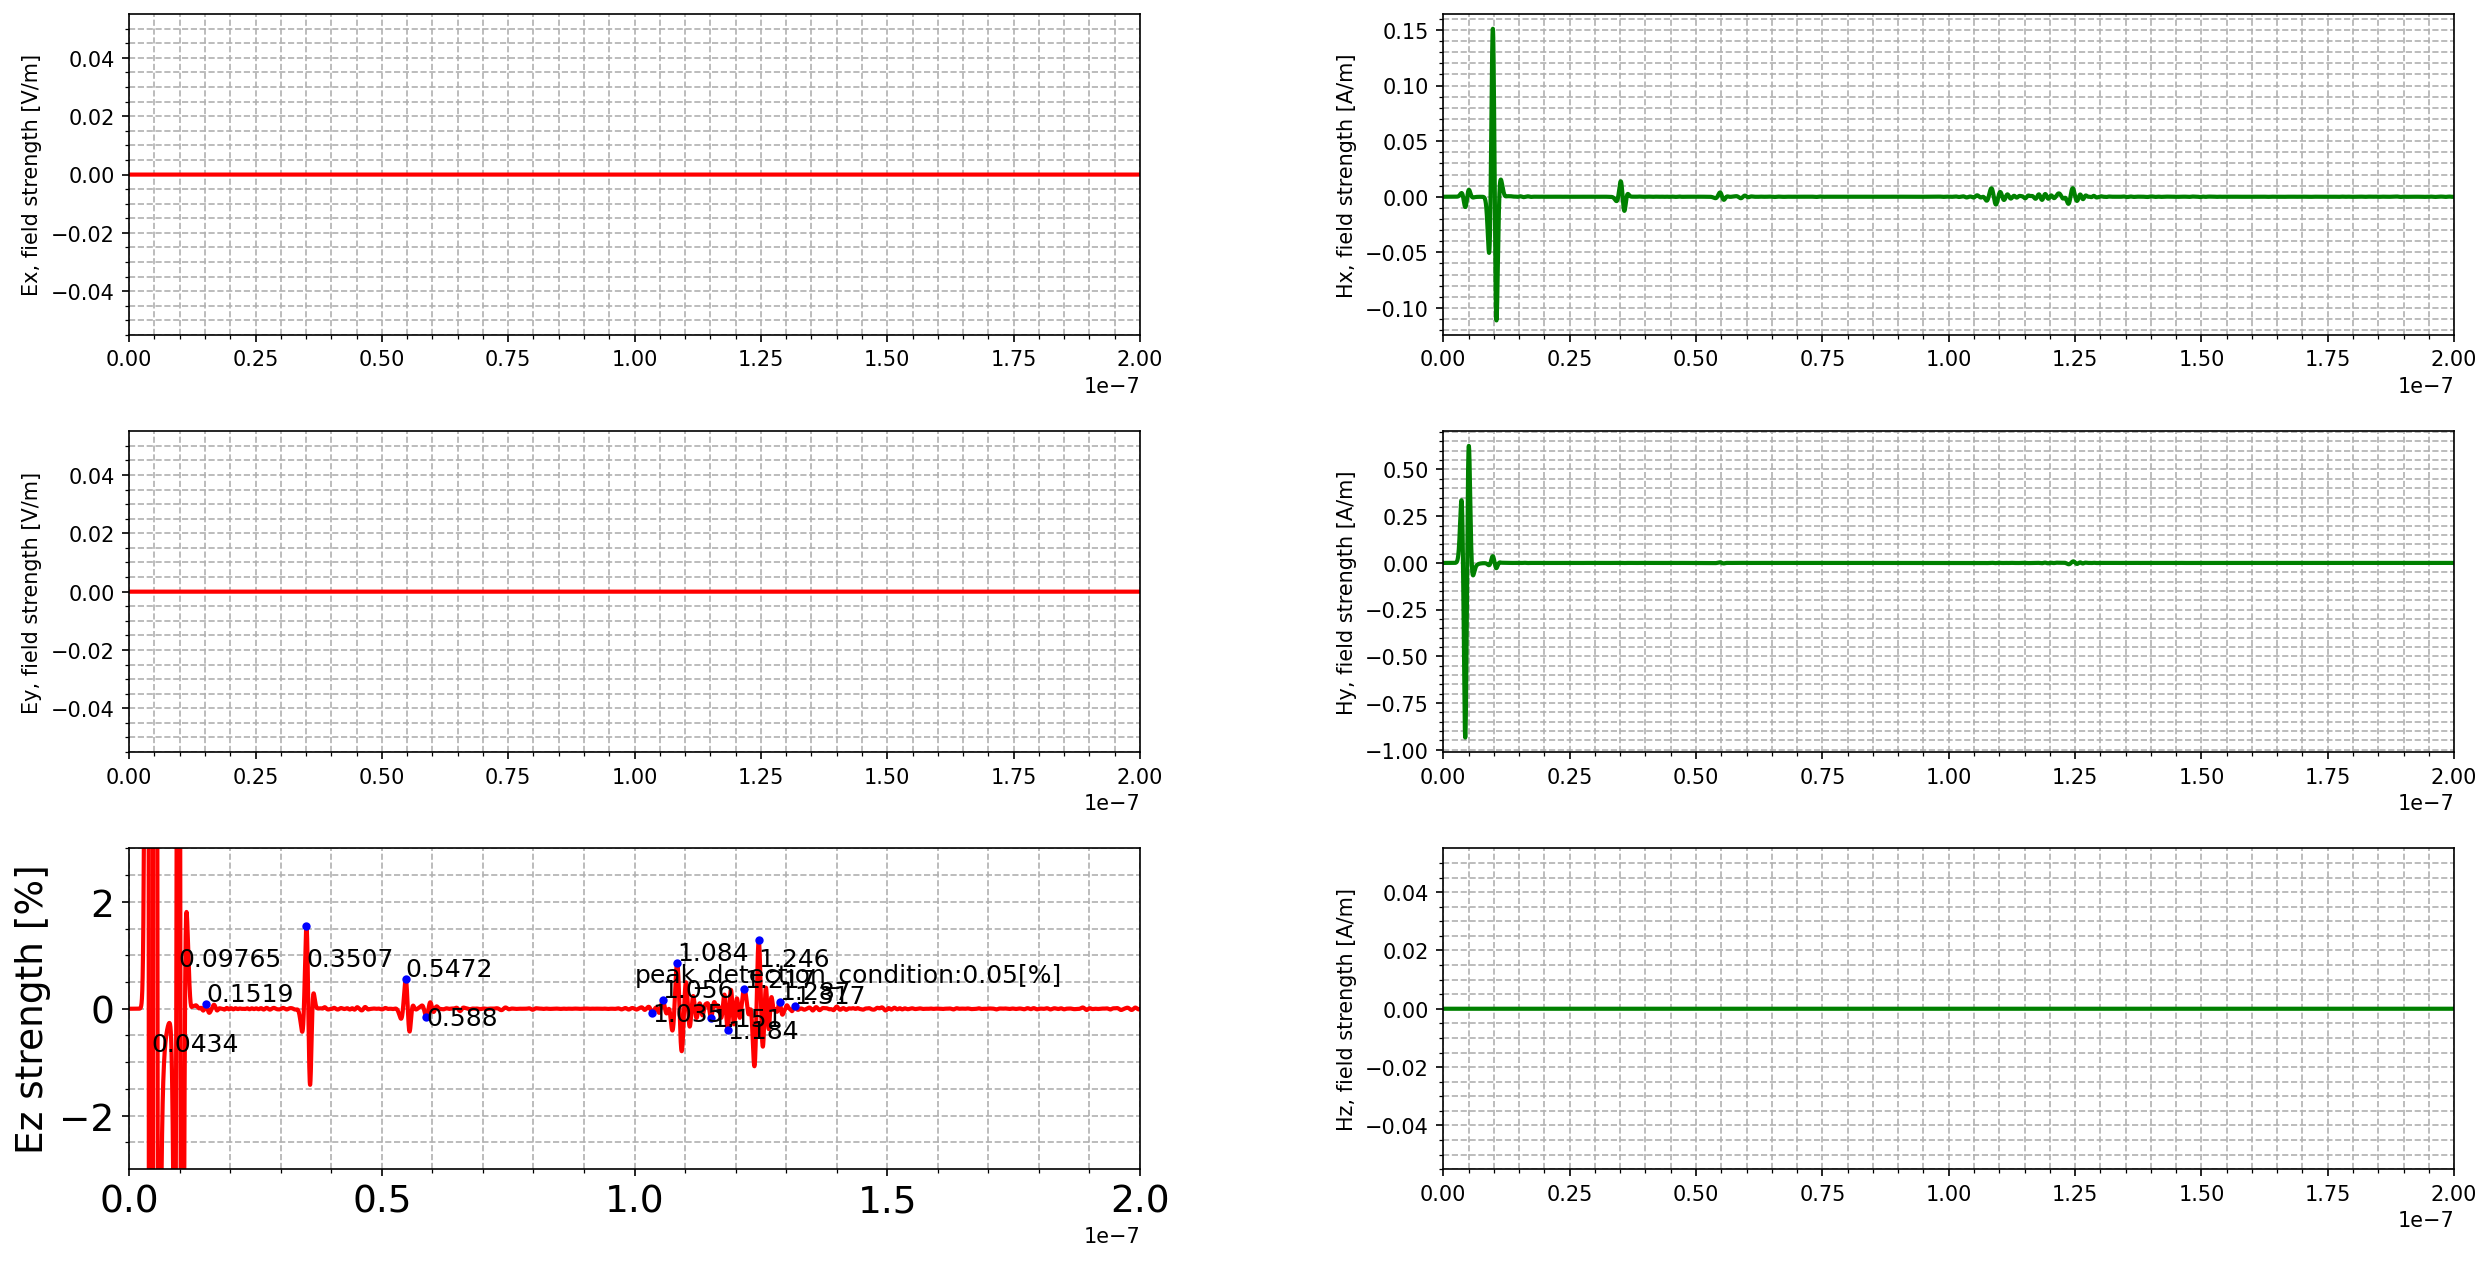 Ex, field strength [V/m]
0.04
0.02
0.00
−0.02
−0.04
0.00 0.25 0.50 0.75 1.00 1.25 1.50 1.75 2.00
1e−7
Hx, field strength [A/m]
0.15
0.10
0.05
0.00
−0.05
−0.10
0.00 0.25 0.50 0.75 1.00 1.25 1.50 1.75 2.00
1e−7
Ey, field strength [V/m]
0.04
0.02
0.00
−0.02
−0.04
0.00 0.25 0.50 0.75 1.00 1.25 1.50 1.75 2.00
1e−7
Hy, field strength [A/m]
0.50
0.25
0.00
−0.25
−0.50
−0.75
−1.00
0.00 0.25 0.50 0.75 1.00 1.25 1.50 1.75 2.00
1e−7
Ez strength [%]
2
0
−2
0.09765
0.3507
0.5472
0.1519
0.588
0.0434
1.084
1.246
peak_detection_condition:0.05[%]
1.056
1.217
1.287
1.317
1.035
1.151
1.184
0.0 0.5 1.0 1.5 2.0
1e−7
Hz, field strength [A/m]
0.04
0.02
0.00
−0.02
−0.04
0.00 0.25 0.50 0.75 1.00 1.25 1.50 1.75 2.00
1e−7